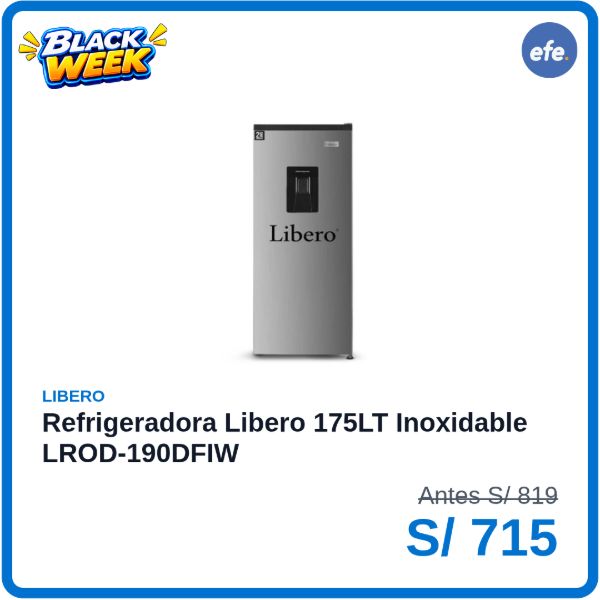 BLACK
WEEK
efe.
Libero
LIBERO
Refrigeradora Libero 175LT Inoxidable
LROD-190DFIW
Antes S/ 819
S/ 715